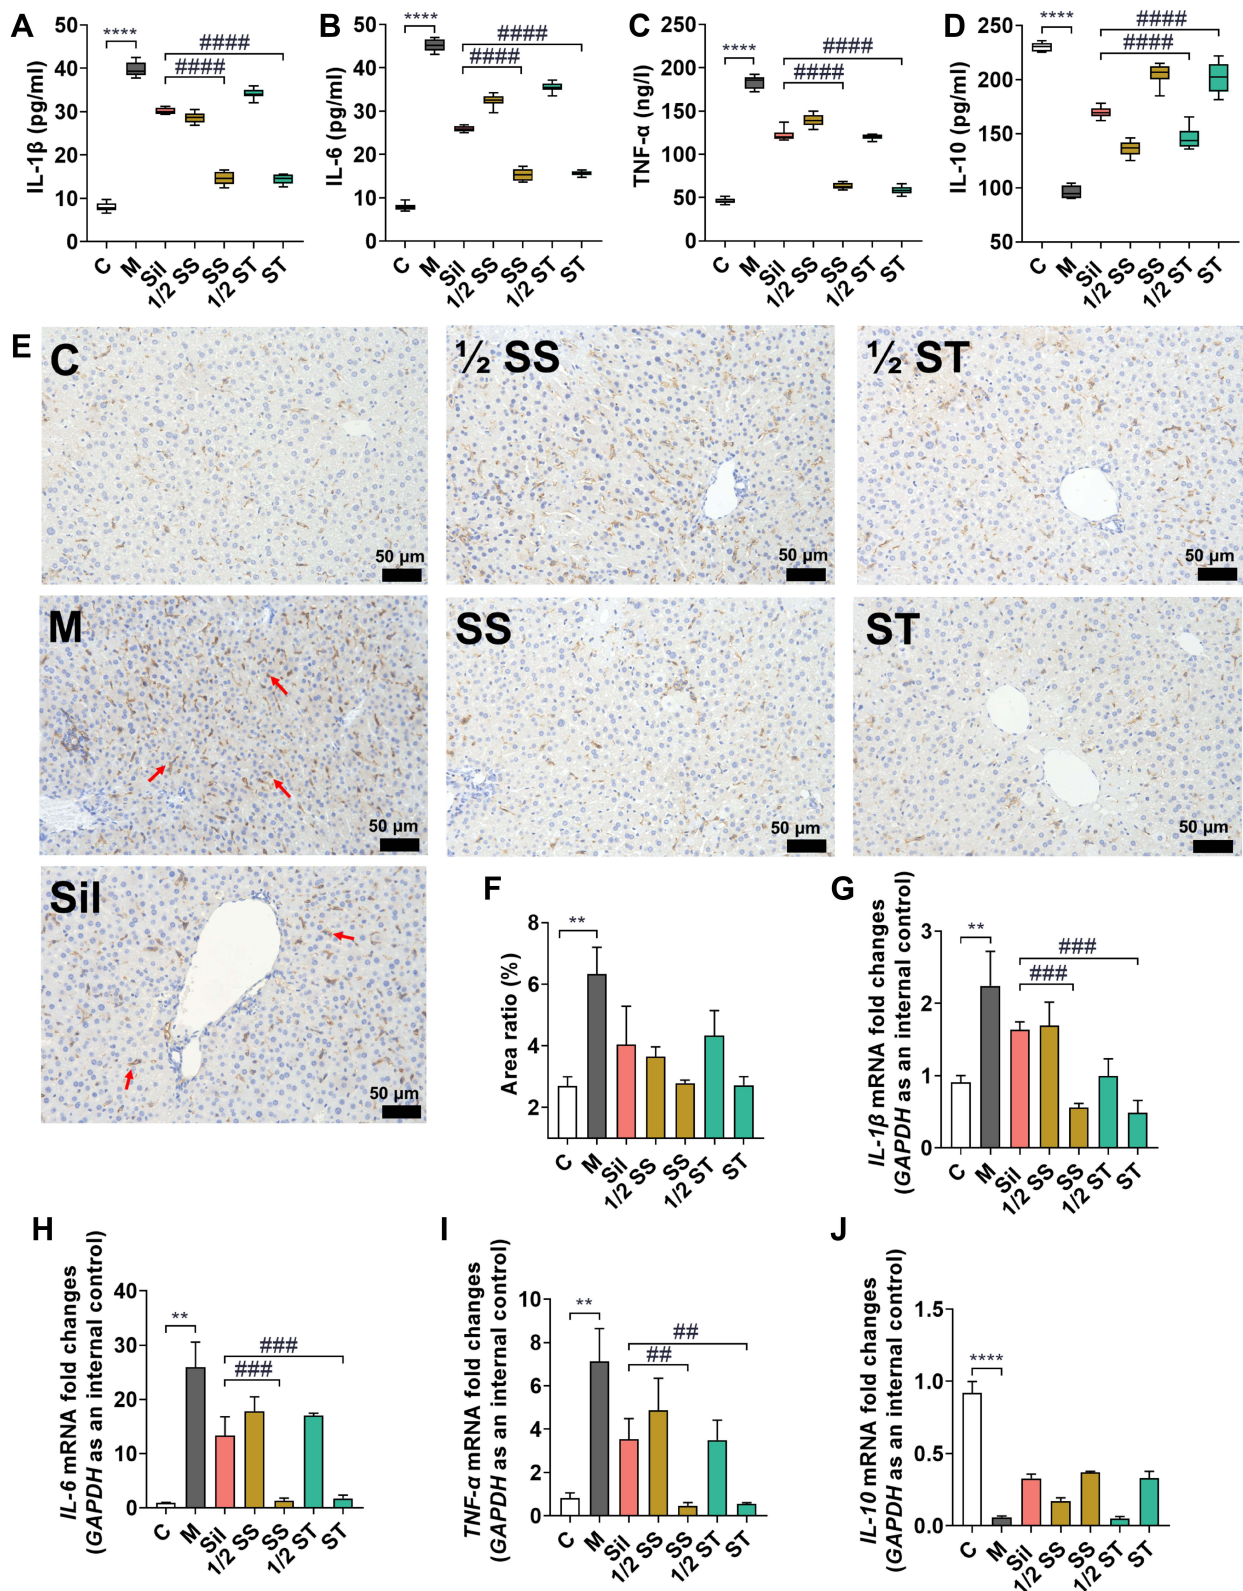 A
IL-1β (pg/ml)
50
40
30
20
10
0
****
####
####
C
M
Sil
1/2 SS
SS
1/2 ST
ST
B
IL-6 (pg/ml)
50
40
30
20
10
0
****
####
####
C
M
Sil
1/2 SS
SS
1/2 ST
ST
C
TNF-α (ng/l)
250
200
150
100
50
0
****
####
####
C
M
Sil
1/2 SS
SS
1/2 ST
ST
D
IL-10 (pg/ml)
250
200
150
100
50
****
####
####
C
M
Sil
1/2 SS
SS
1/2 ST
ST
E
C
50 μm
½ SS
50 μm
½ ST
50 μm
M
50 μm
SS
50 μm
ST
50 μm
Sil
50 μm
F
Area ratio (%)
8
6
4
2
**
C
M
Sil
1/2 SS
SS
1/2 ST
ST
G
IL-1β mRNA fold changes
(GAPDH as an internal control)
3
2
1
0
**
###
###
C
M
Sil
1/2 SS
SS
1/2 ST
ST
H
IL-6 mRNA fold changes
(GAPDH as an internal control)
40
30
20
10
0
**
###
###
C
M
Sil
1/2 SS
SS
1/2 ST
ST
I
TNF-α mRNA fold changes
(GAPDH as an internal control)
10
8
6
4
2
0
**
##
##
C
M
Sil
1/2 SS
SS
1/2 ST
ST
J
IL-10 mRNA fold changes
(GAPDH as an internal control)
1.5
1.0
0.5
0.0
****
C
M
Sil
1/2 SS
SS
1/2 ST
ST